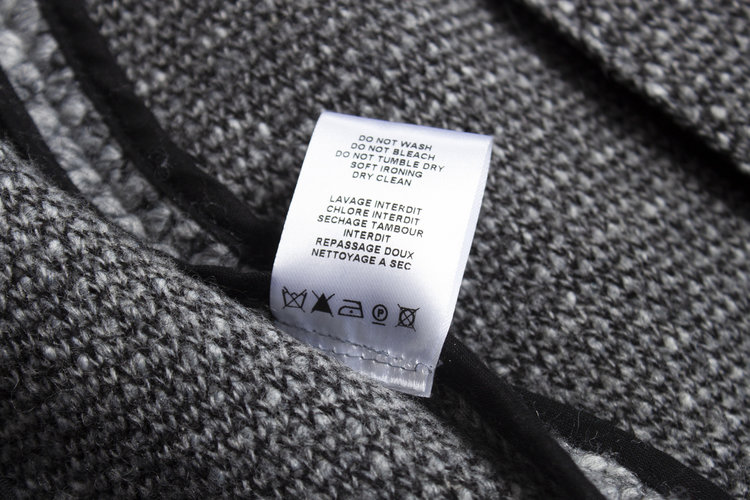 DO NOT WASH
DO NOT BLEACH
DO NOT TUMBLE DRY
SOFT IRONING
DRY CLEAN
LAVAGE INTERDIT
CHLORE INTERDIT
SECHAGE TAMBOUR
INTERDIT
REPASSAGE DOUX
NETTOYAGE A SEC
P